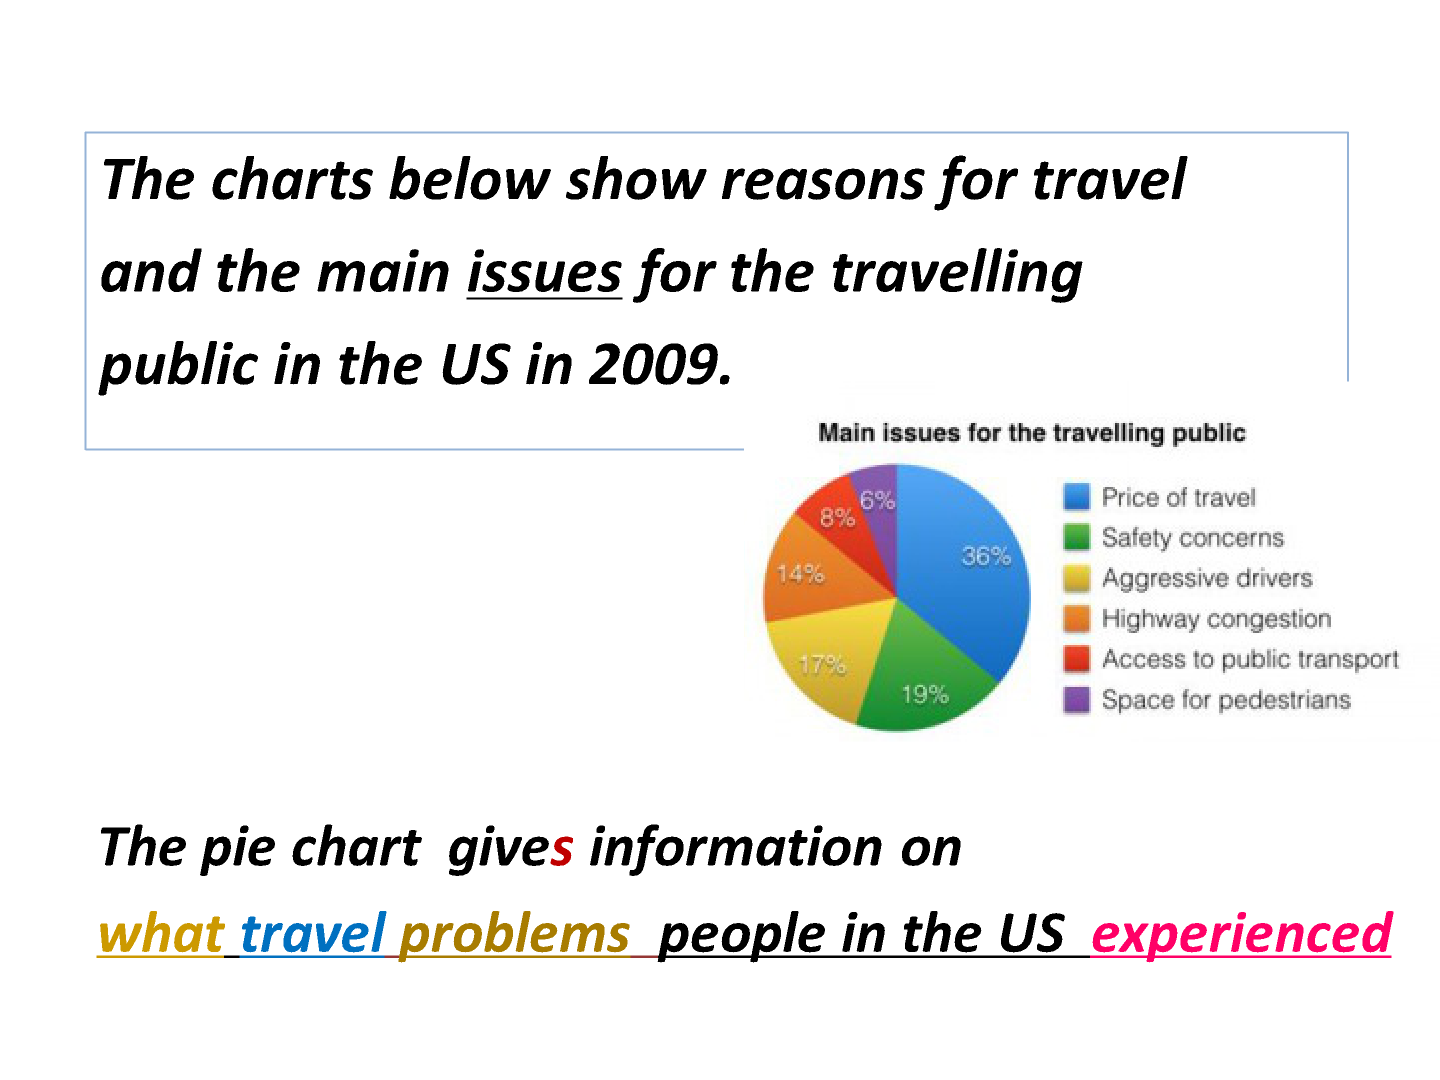 The charts below show reasons for travel
and the main issues for the travelling
public in the US in 2009.
Main issues for the travelling public
6%
8%
36%
14%
17%
19%
Price of travel
Safety concerns
Aggressive drivers
Highway congestion
Access to public transport
Space for pedestrians
The pie chart gives information on
what travel problems people in the US experienced